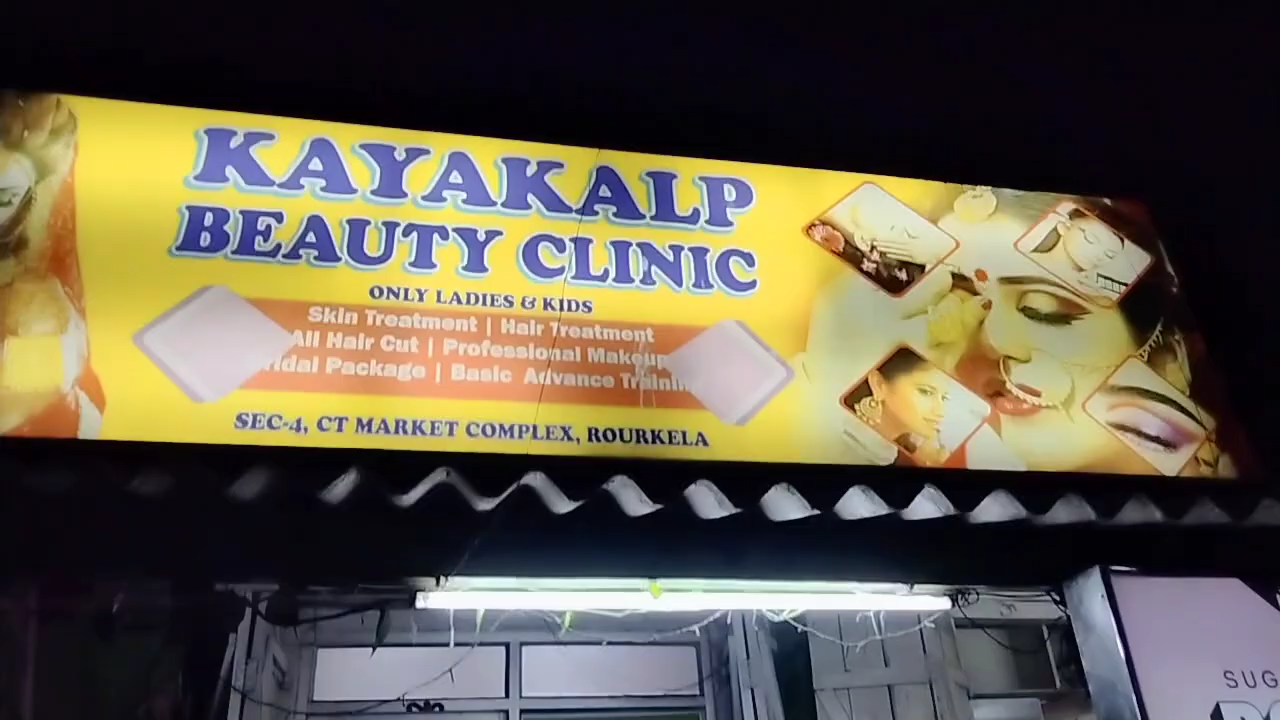 KAYAKALP
BEAUTY CLINIC
ONLY LADIES & KIDS
Skin Treatment | Hair Treatment
All Hair Cut | Professional Makeup
Package | Basic Advance
SEC-4, CT MARKET COMPLEX, ROURKELA
SUG